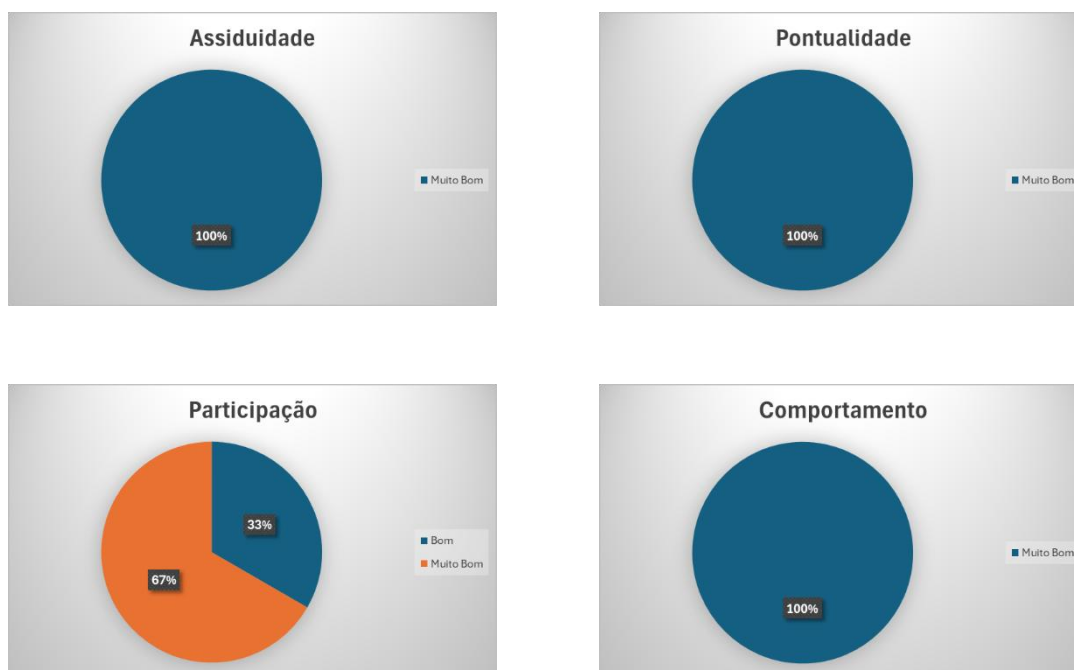 Assiduidade
Muito Bom
100%
Pontualidade
Muito Bom
100%
Participação
33%
Bom
Muito Bom
67%
Comportamento
Muito Bom
100%